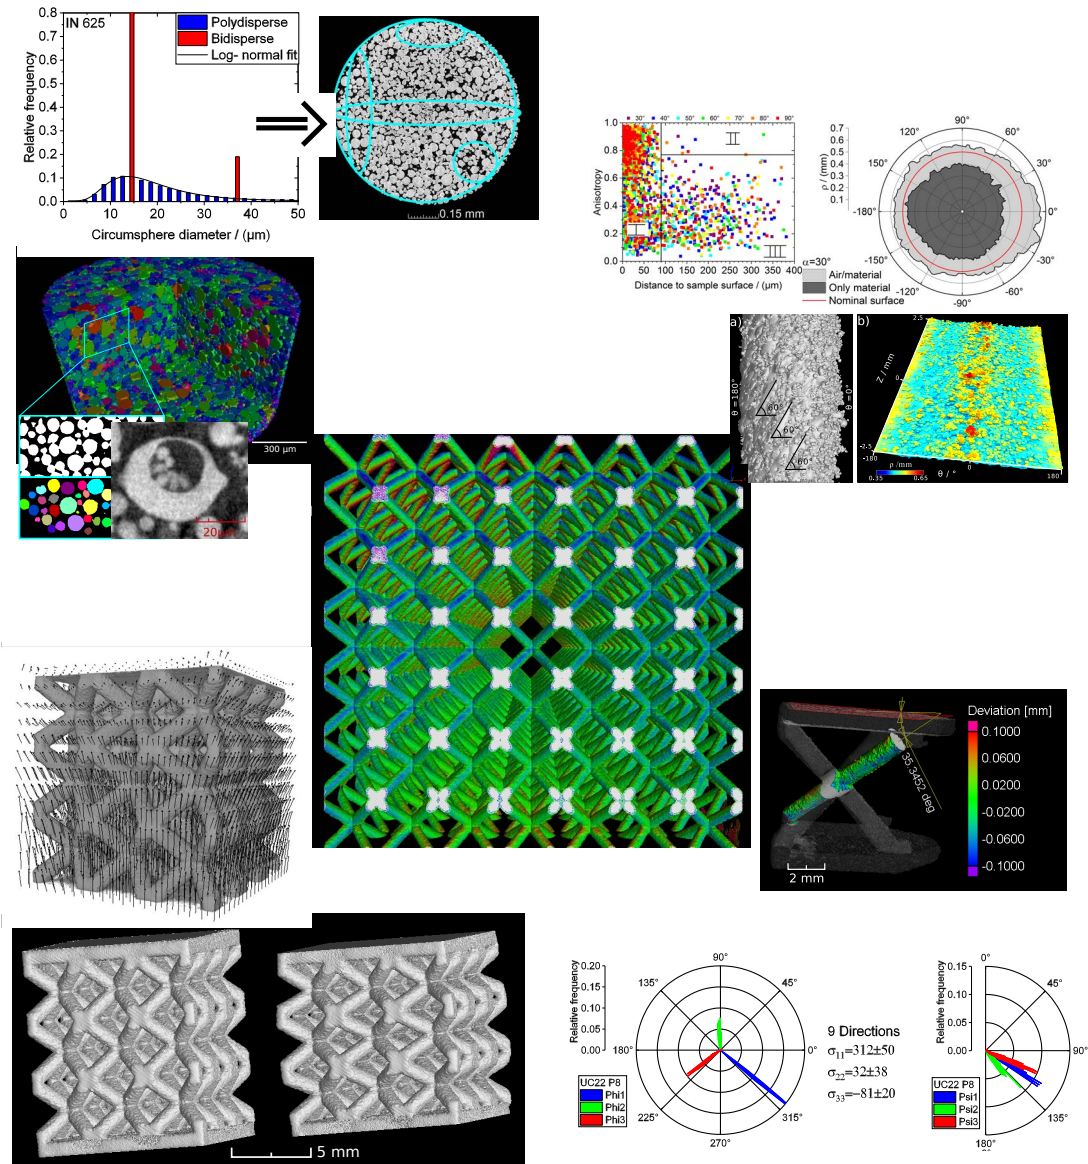 IN 625
Polydisperse
Bidisperse
Log- normal fit
Relative frequency
0.8
0.7
0.6
0.5
0.4
0.3
0.2
0.1
0.0
0 10 20 30 40 50
Circumsphere diameter / (μm)
0.15 mm
300 μm
20μm
30° 40° 50° 60° 70° 80° 90°
Anisotropy
1.0
0.8
0.6
0.4
0.2
0.0
I
II
III
0 50 100 150 200 250 300 350 400
Distance to sample surface / (μm)
ρ / (mm)
0.7
0.6
0.5
0.4
0.3
0.2
0.1
90°
120° 60°
150° 30°
-180° 0°
-150° -30°
-120° -60°
-90°
α=30°
Air/material
Only material
Nominal surface
a)
θ = 180°
θ = 0°
60°
60°
60°
b)
2.5
Z / mm
0
-2.5
-180
0
180
θ / °
ρ /mm
0.35 0.65
35.3452 deg
2 mm
Deviation [mm]
0.1000
0.0600
0.0200
-0.0200
-0.0600
-0.1000
5 mm
Relative frequency
0.20
0.15
0.10
0.05
0.00
90°
135° 45°
180° 0°
225° 315°
270°
UC22 P8
Phi1
Phi2
Phi3
9 Directions
σ11=312±50
σ22=32±38
σ33=−81±20
Relative frequency
0.15
0.10
0.05
0.00
0°
45°
90°
135°
180°
UC22 P8
Psi1
Psi2
Psi3